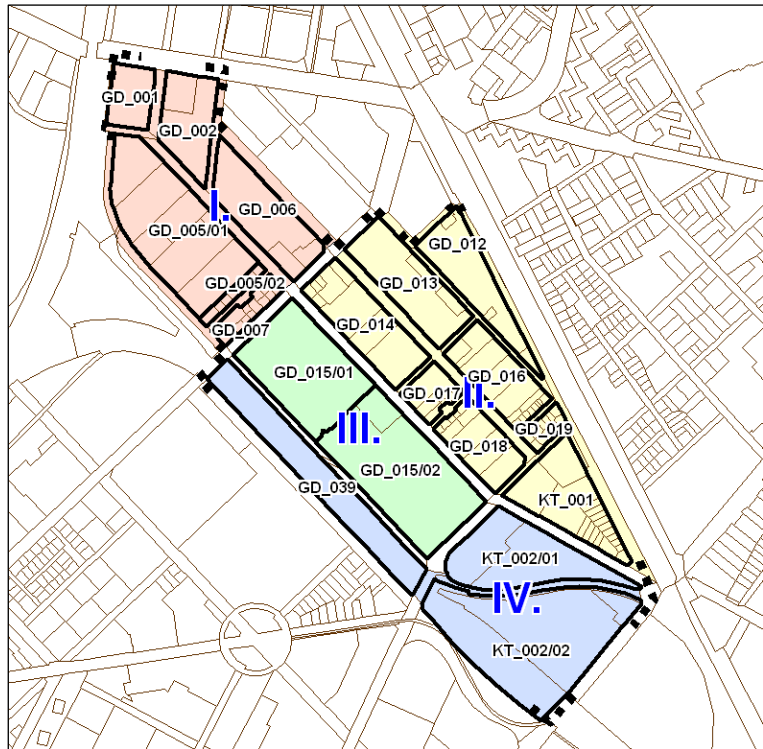 GD_001
GD_002
I.
GD_006
GD_005/01
GD_012
GD_005/02
GD_013
GD_007
GD_014
GD_015/01
GD_016
GD_017
II.
III.
GD_019
GD_018
GD_015/02
GD_039
KT_001
KT_002/01
IV.
KT_002/02